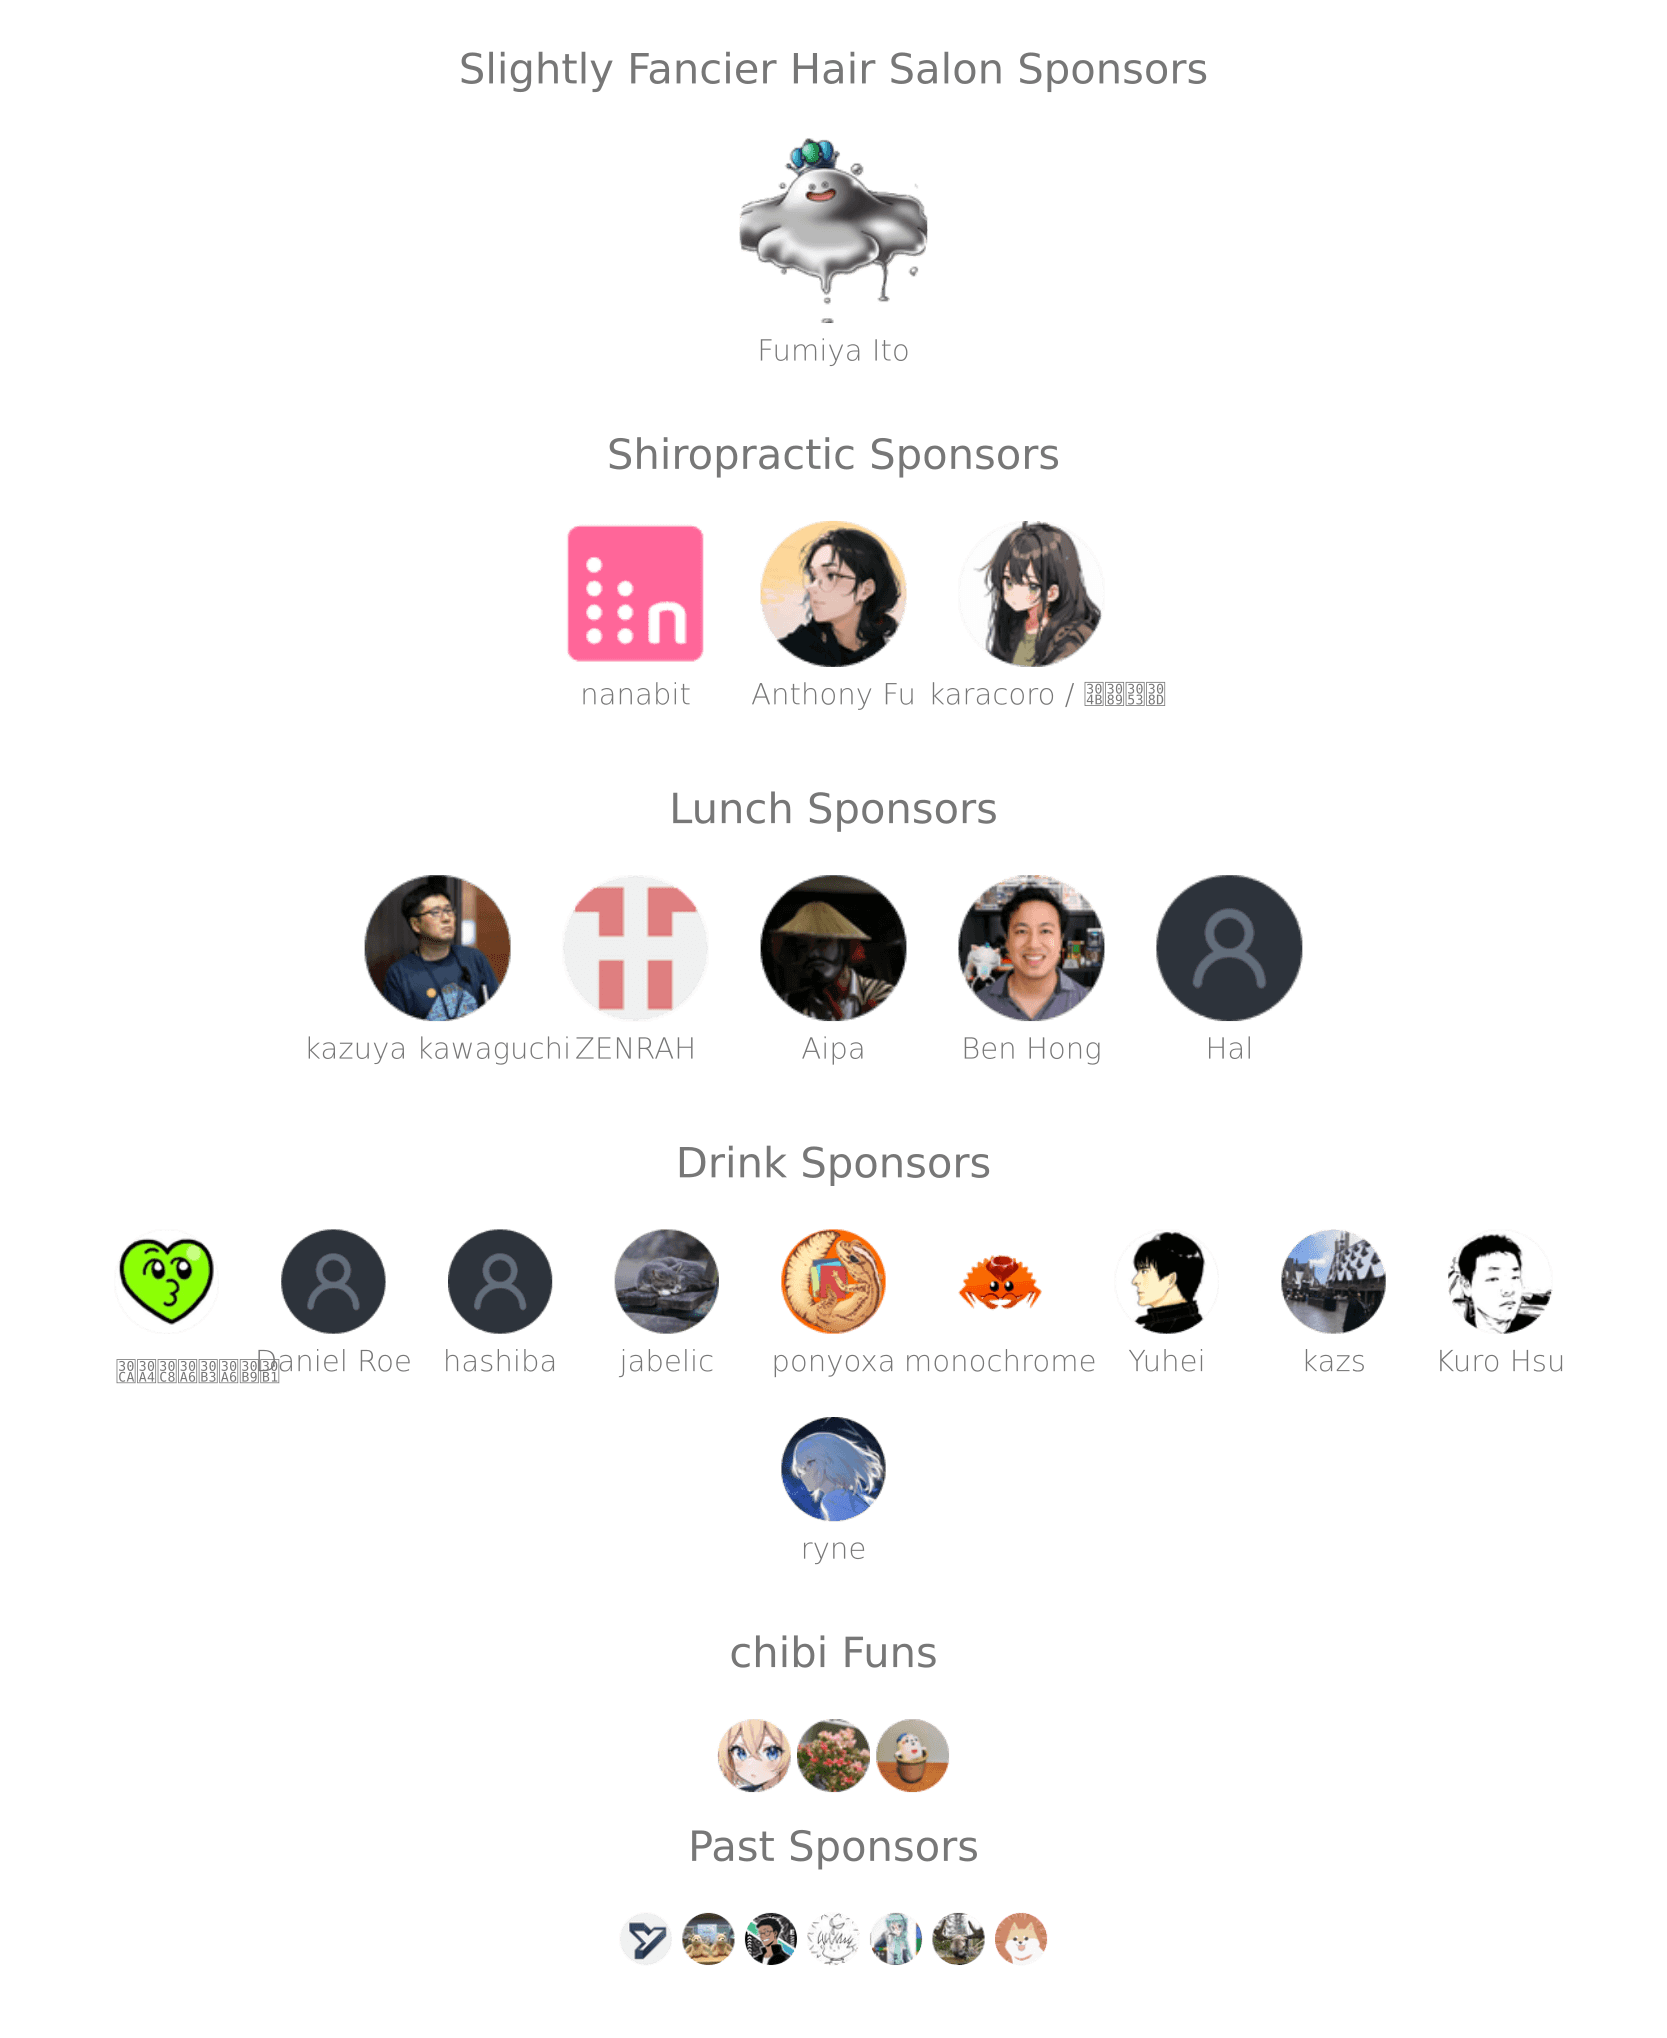 Slightly Fancier Hair Salon Sponsors
Fumiya Ito
Shiropractic Sponsors
n
nanabit Anthony Fu karacoro /
Lunch Sponsors
kazuya kawaguchi ZENRAH Aipa Ben Hong Hal
Drink Sponsors
Daniel Roe hashiba jabelic ponyoxa monochrome Yuhei kazs Kuro Hsu
ryne
chibi Funs
Past Sponsors